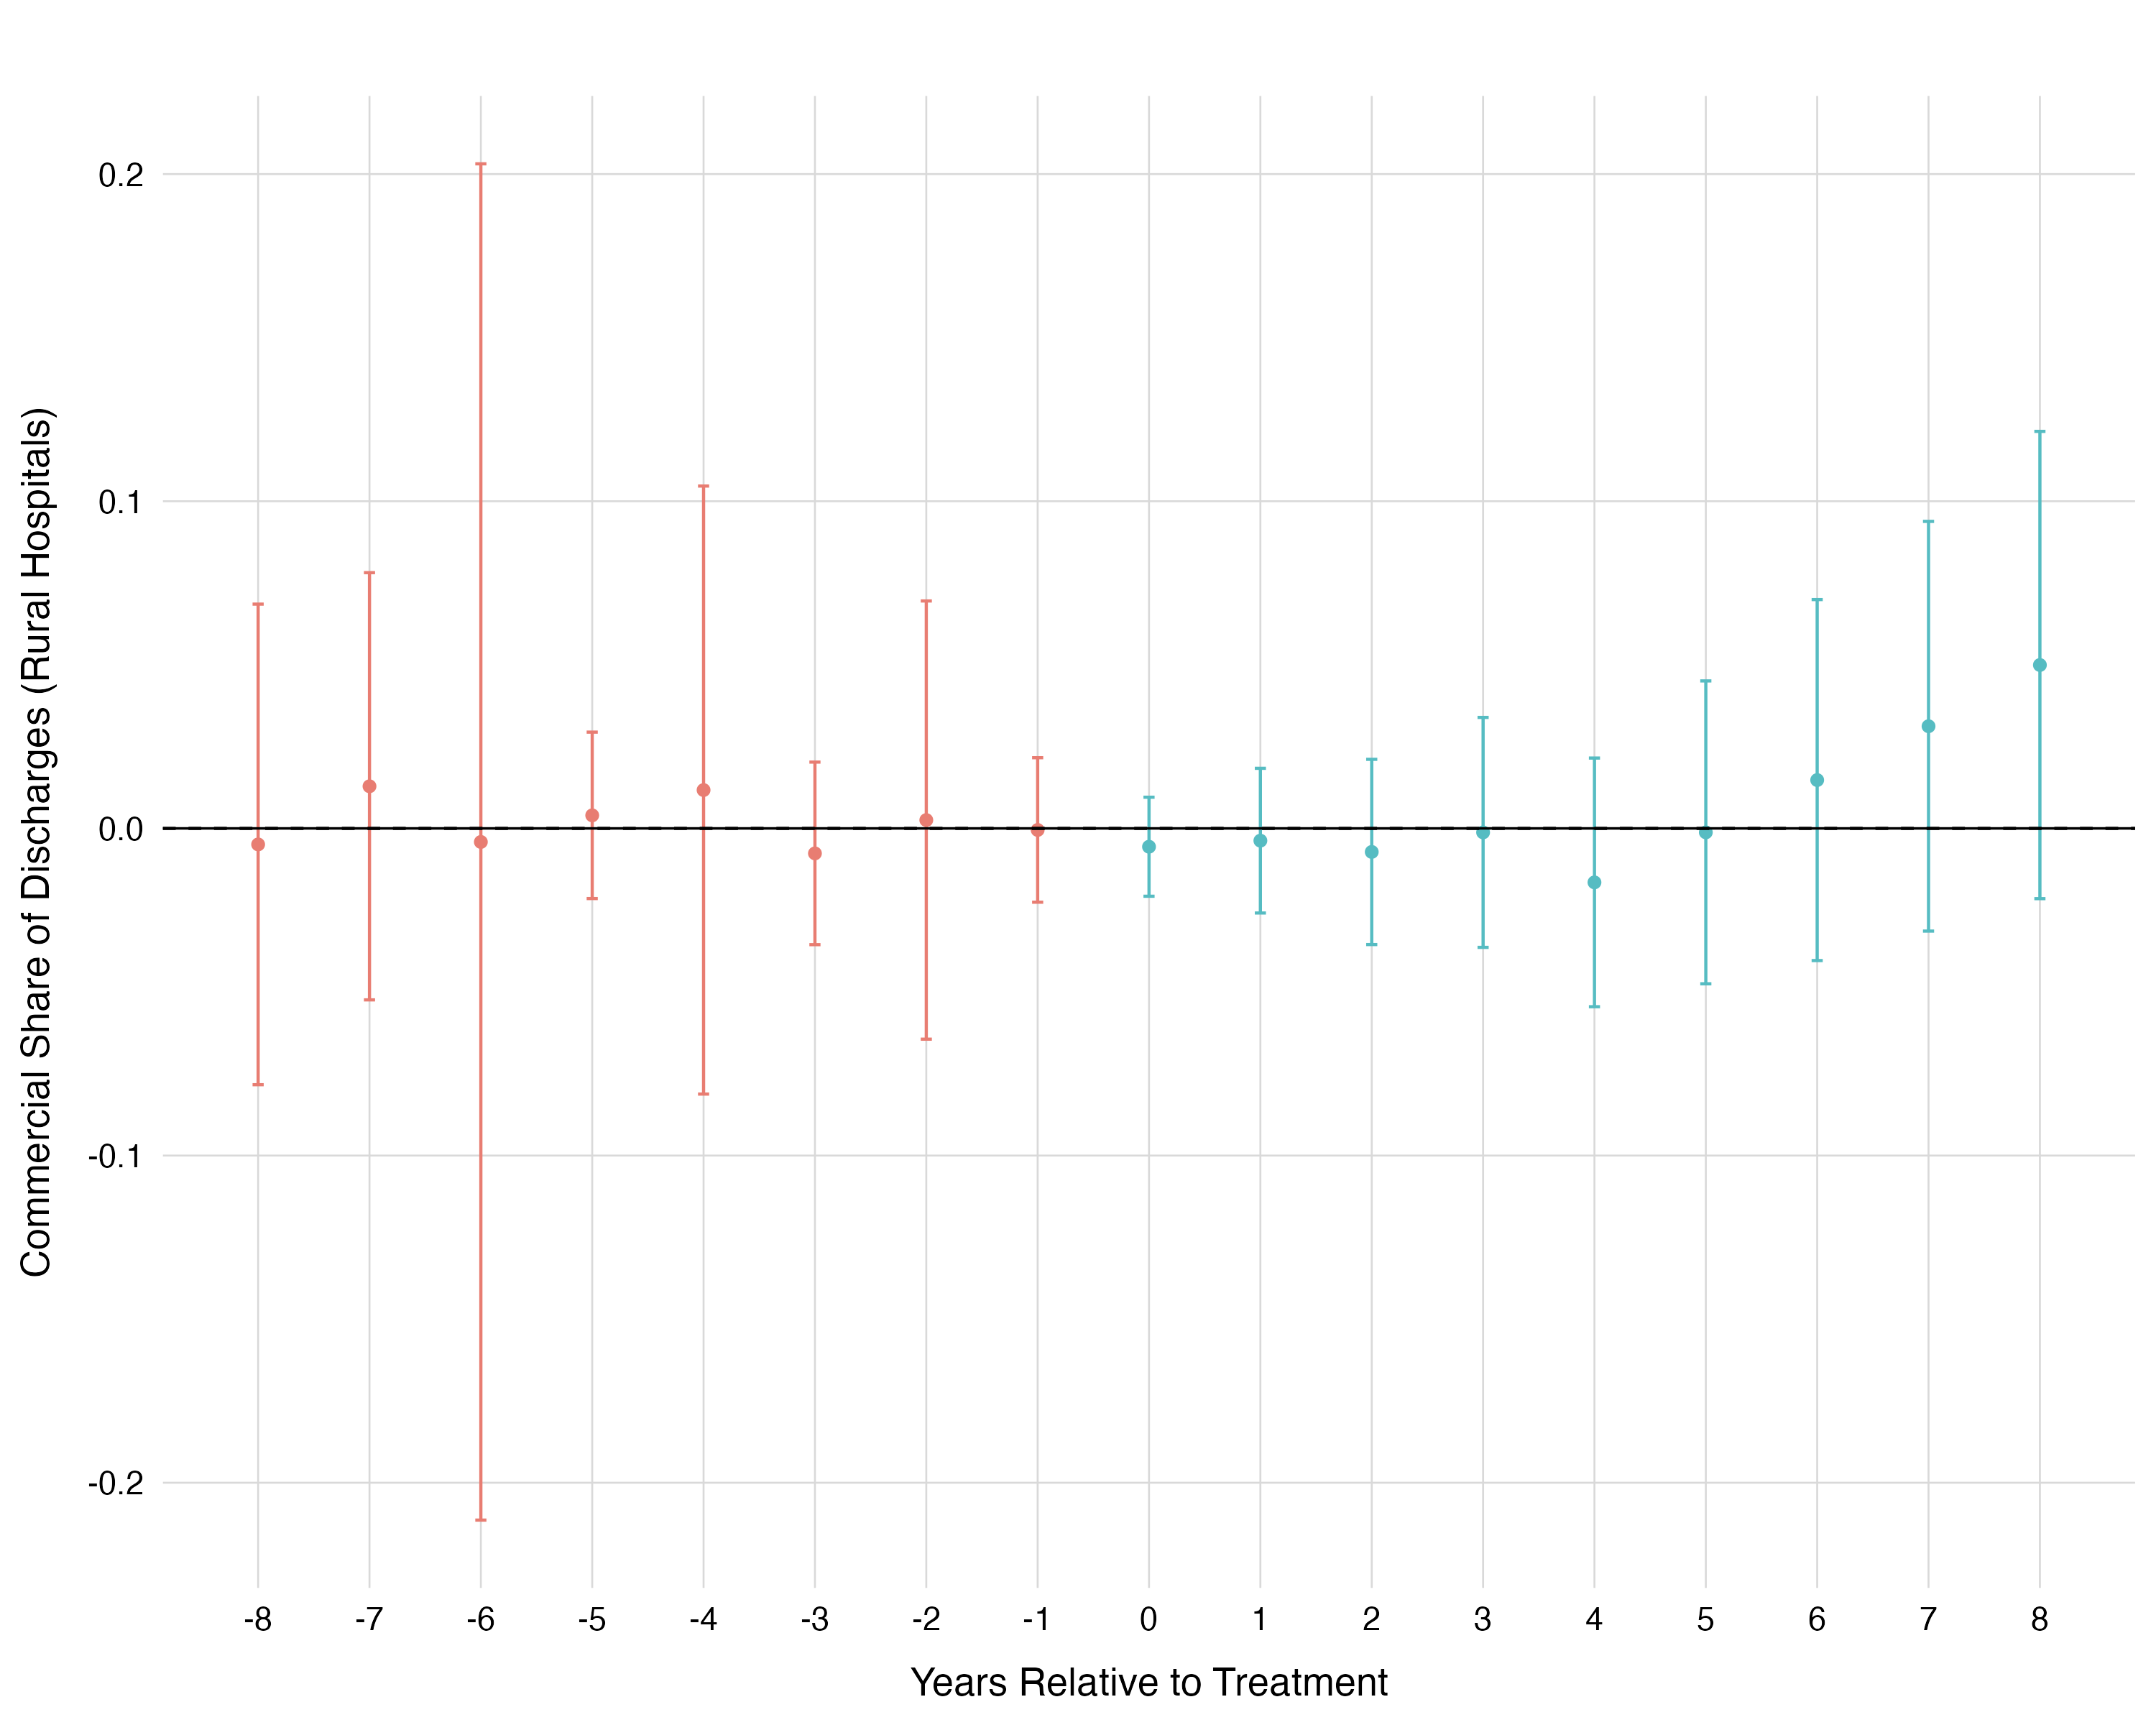 Commercial Share of Discharges (Rural Hospitals)
0.2
0.1
0.0
-0.1
-0.2
-8 -7 -6 -5 -4 -3 -2 -1 0 1 2 3 4 5 6 7 8
Years Relative to Treatment